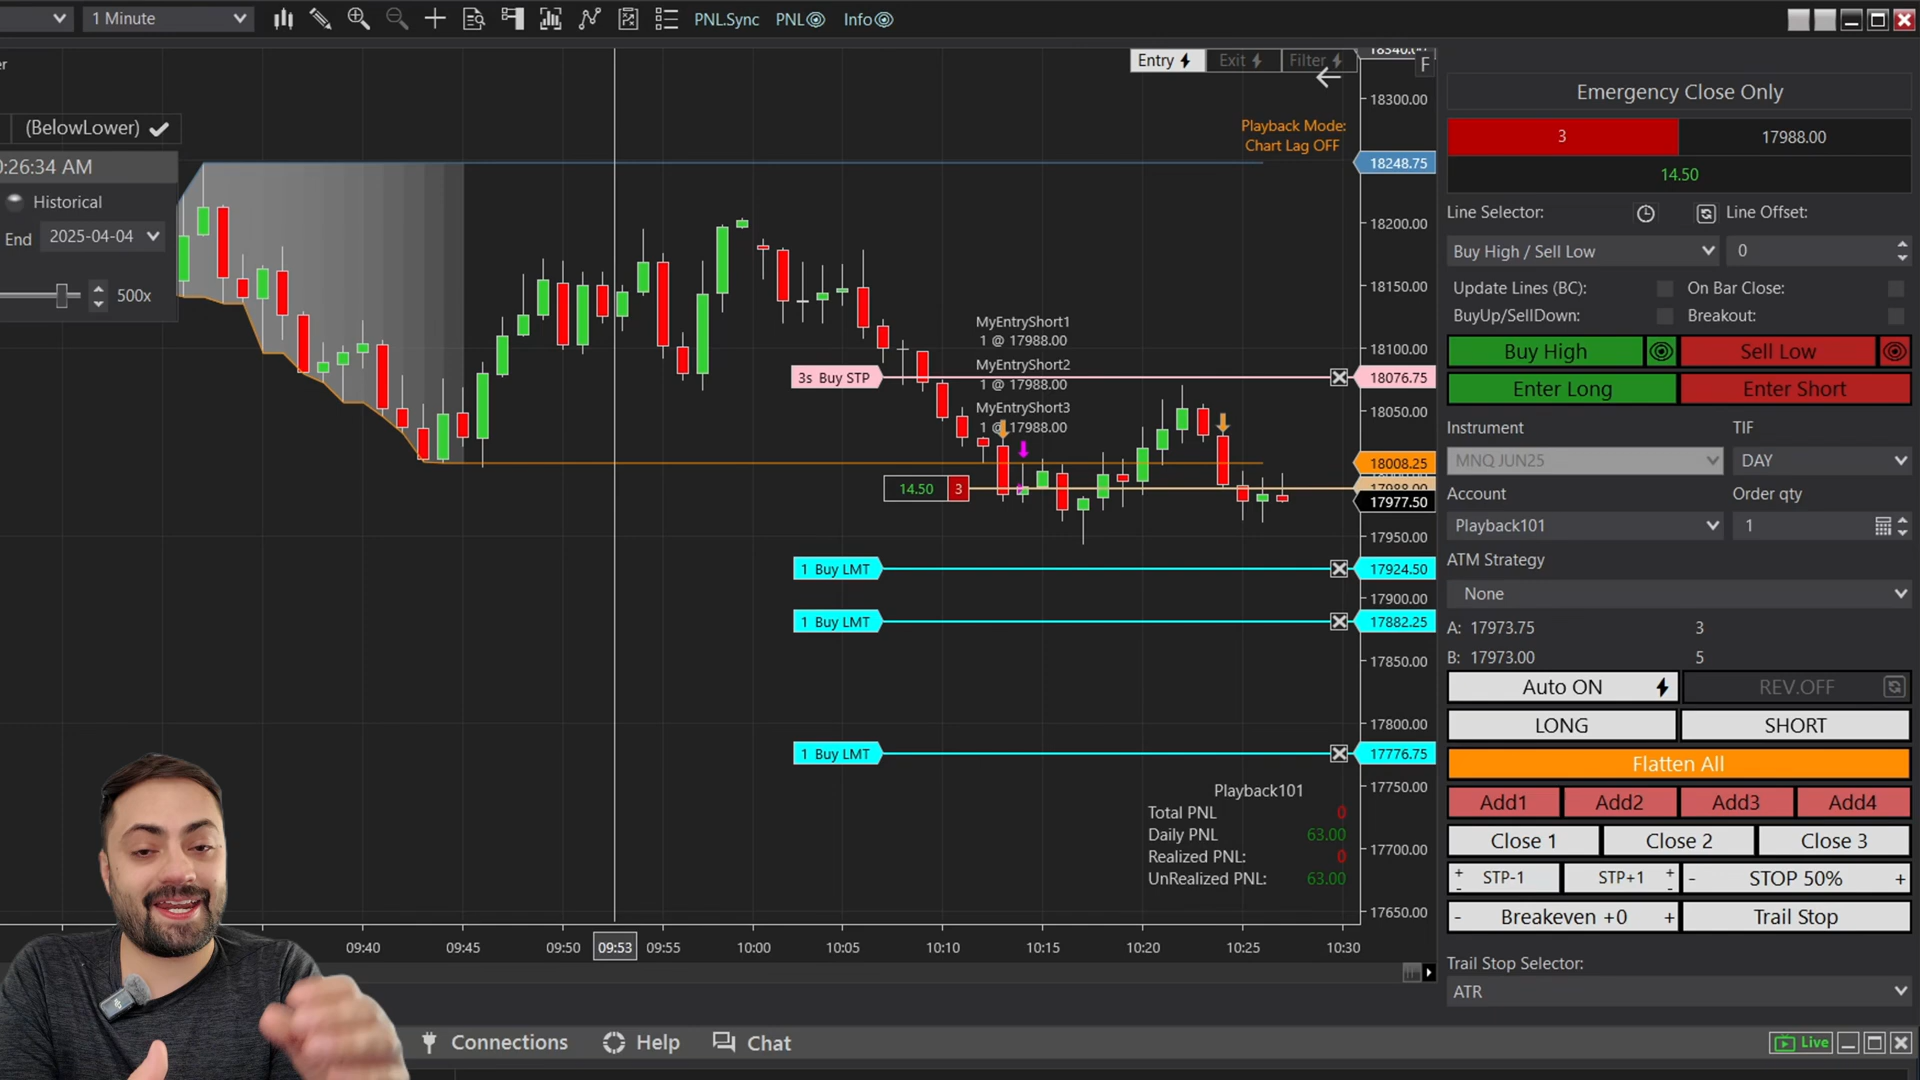 1 Minute
PNL.Sync
PNL
Info
er
(BelowLower)
0:26:34 AM
Historical
End 2025-04-04
500x
Entry
Exit
Filter
F
Playback Mode:
Chart Lag OFF
18300.00
18248.75
18200.00
18150.00
18100.00
18076.75
18050.00
18008.25
17988.00
17977.50
17950.00
17924.50
17900.00
17882.25
17850.00
17800.00
17776.75
17750.00
17700.00
17650.00
MyEntryShort1
1 @ 17988.00
MyEntryShort2
1 @ 17988.00
MyEntryShort3
1 @ 17988.00
3s Buy STP
14.50 3
1 Buy LMT
1 Buy LMT
1 Buy LMT
Playback101
Total PNL 0
Daily PNL 63.00
Realized PNL: 0
UnRealized PNL: 63.00
09:40 09:45 09:50 09:53 09:55 10:00 10:05 10:10 10:15 10:20 10:25 10:30
Emergency Close Only
3 17988.00
14.50
Line Selector: Line Offset:
Buy High / Sell Low 0
Update Lines (BC): On Bar Close:
BuyUp/SellDown: Breakout:
Buy High Sell Low
Enter Long Enter Short
Instrument TIF
MNQ JUN25 DAY
Account Order qty
Playback101 1
ATM Strategy
None
A: 17973.75 3
B: 17973.00 5
Auto ON REV.OFF
LONG SHORT
Flatten All
Add1 Add2 Add3 Add4
Close 1 Close 2 Close 3
+ - STP-1 STP+1 + - - STOP 50% +
- Breakeven +0 + Trail Stop
Trail Stop Selector:
ATR
Connections Help Chat
Live